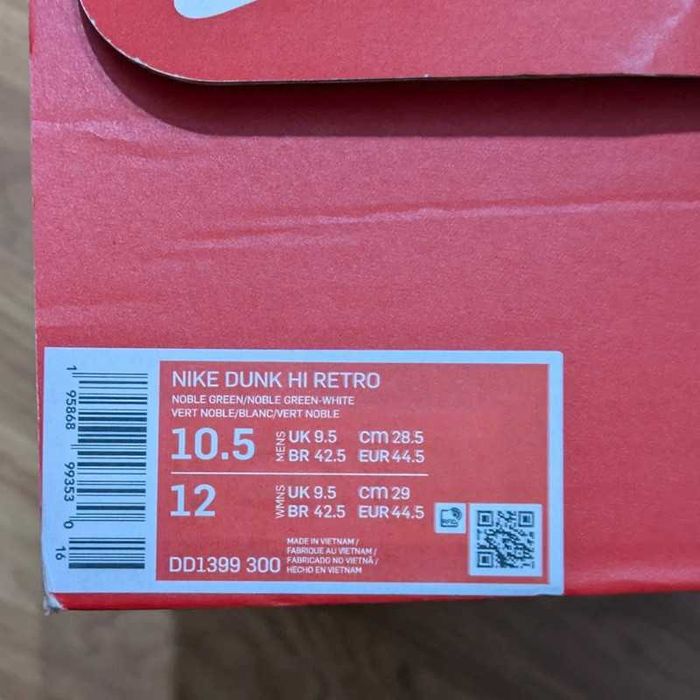 NIKE DUNK HI RETRO
NOBLE GREEN/NOBLE GREEN-WHITE
VERT NOBLE/BLANC/VERT NOBLE
10.5 MENS UK 9.5 cm 28.5
BR 42.5 EUR 44.5
12 WMNS UK 9.5 cm 29
BR 42.5 EUR 44.5
MADE IN VIETNAM /
FABRIQUE AU VIETNAM /
FABRICADO NO VIETNÃ /
HECHO EN VIETNAM
DD1399 300
RFID
1 95868 99353 0
16